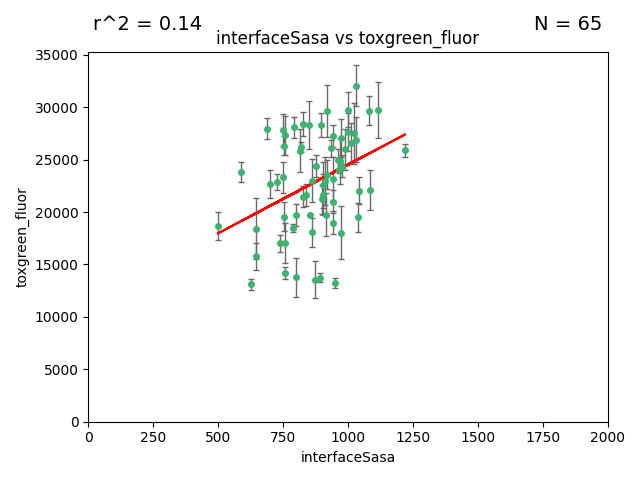 r^2 = 0.14
N = 65
interfaceSasa vs toxgreen_fluor
35000
30000
25000
20000
15000
10000
5000
0
toxgreen_fluor
0 250 500 750 1000 1250 1500 1750 2000
interfaceSasa